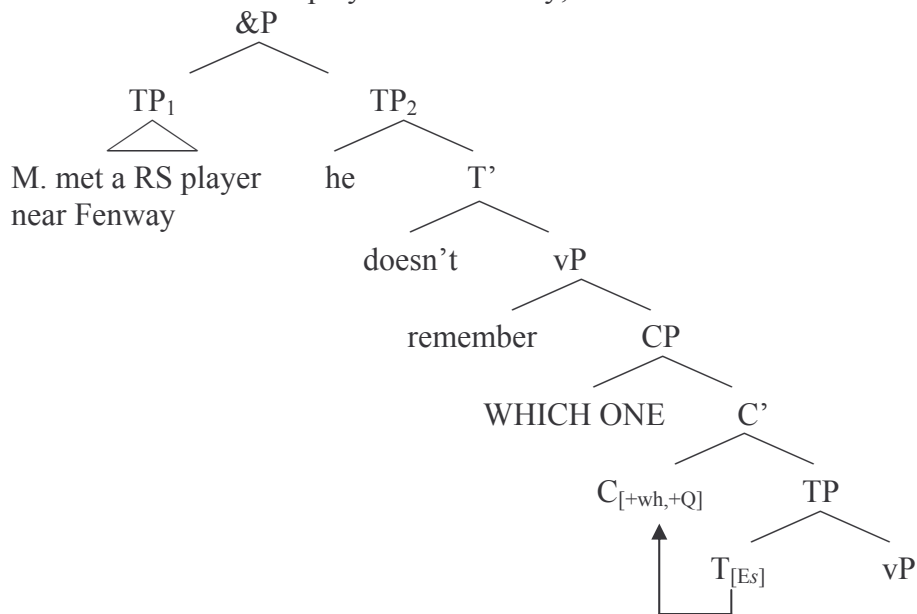 &P
TP₁ TP₂
M. met a RS player he T’
near Fenway
doesn’t vP
remember CP
WHICH ONE C’
C[+wh,+Q] TP
T[Es] vP